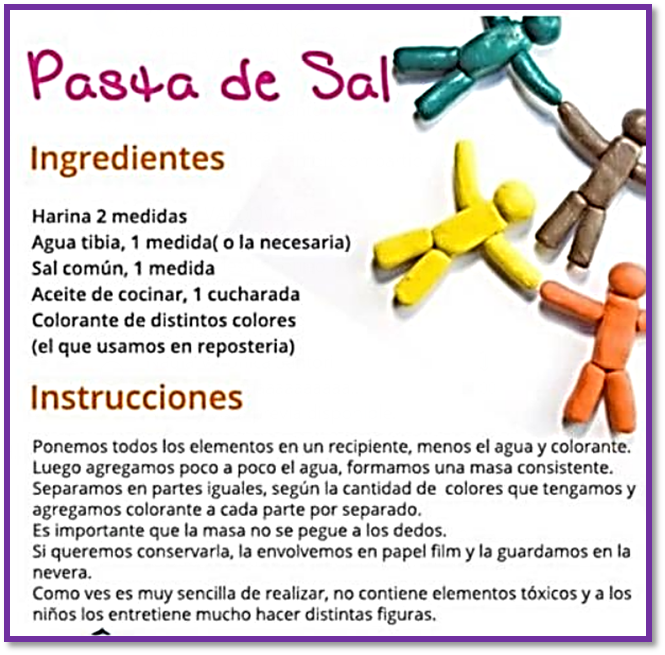 Pasta de Sal
Ingredientes
Harina 2 medidas
Agua tibia, 1 medida( o la necesaria)
Sal común, 1 medida
Aceite de cocinar, 1 cucharada
Colorante de distintos colores
(el que usamos en reposteria)
Instrucciones
Ponemos todos los elementos en un recipiente, menos el agua y colorante.
Luego agregamos poco a poco el agua, formamos una masa consistente.
Separamos en partes iguales, según la cantidad de colores que tengamos y
agregamos colorante a cada parte por separado.
Es importante que la masa no se pegue a los dedos.
Si queremos conservarla, la envolvemos en papel film y la guardamos en la
nevera.
Como ves es muy sencilla de realizar, no contiene elementos tóxicos y a los
niños los entretiene mucho hacer distintas figuras.